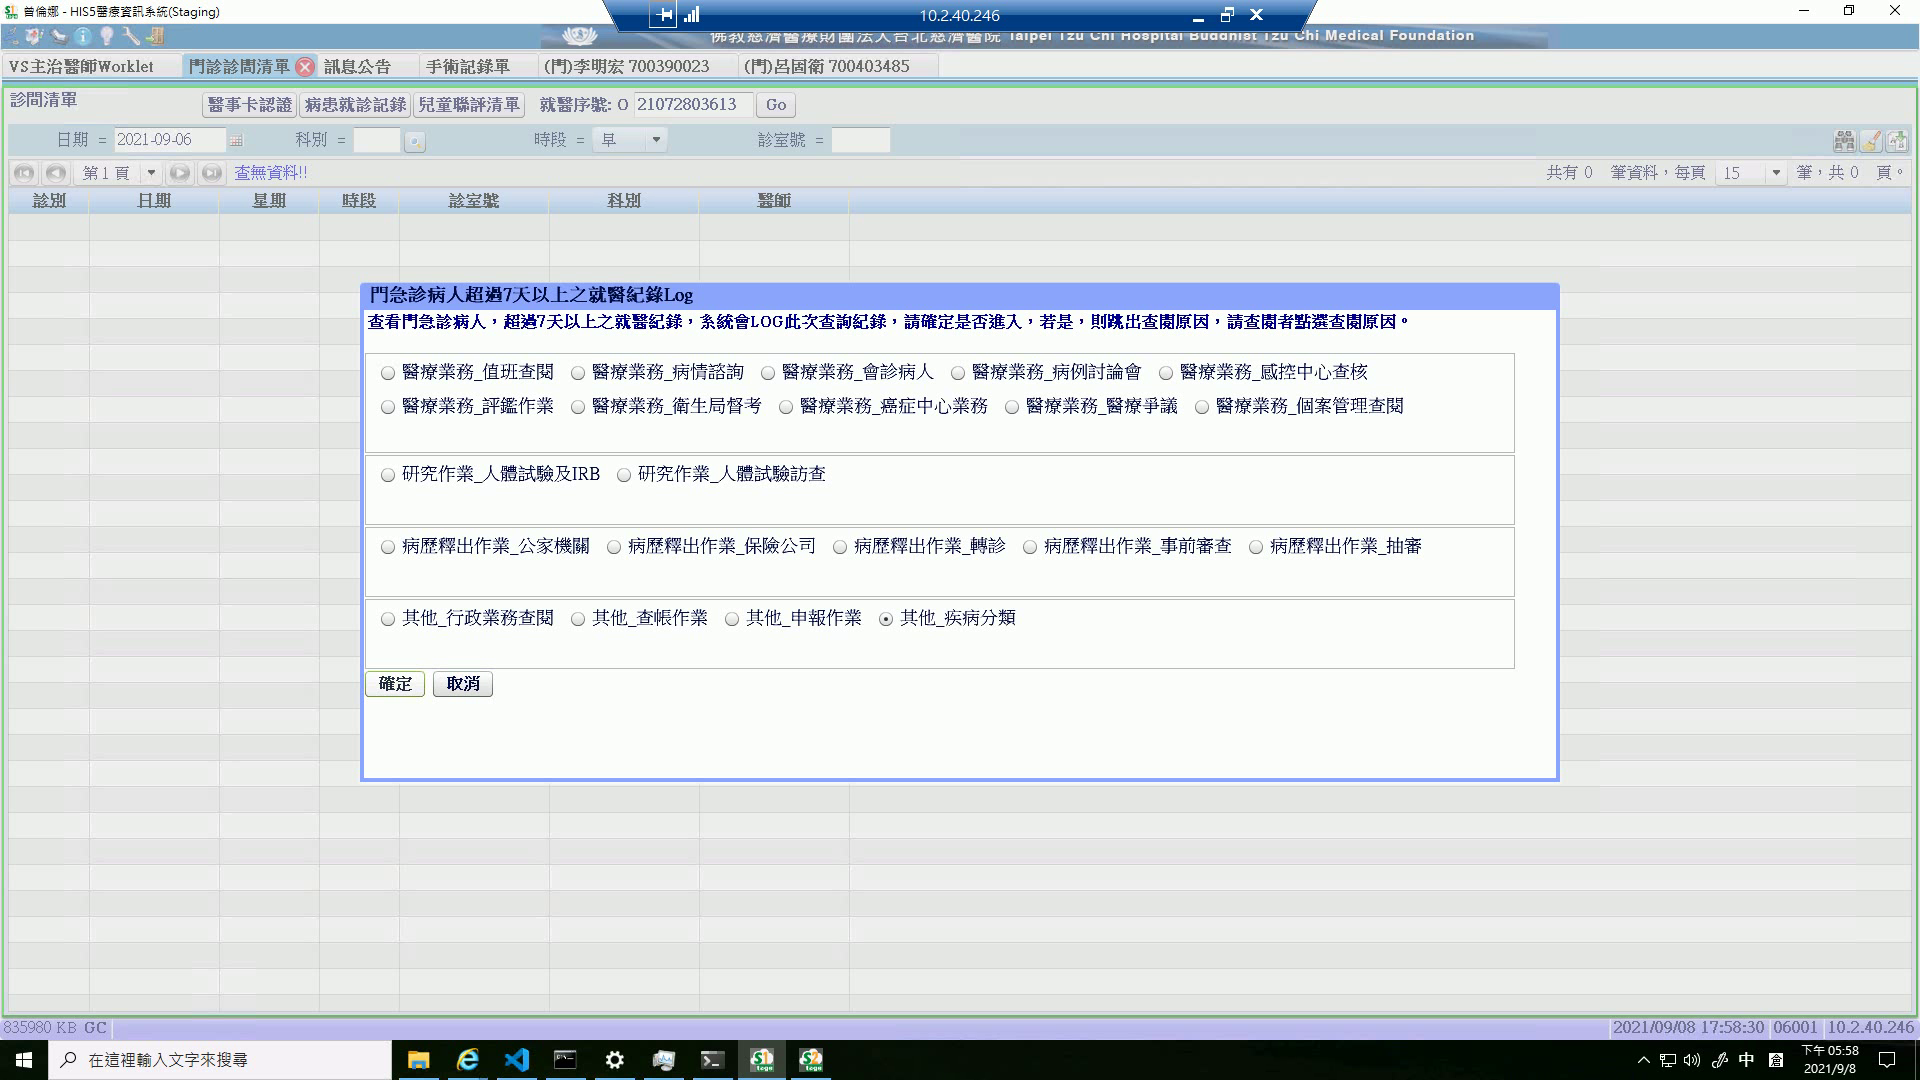 曾倫娜 - HIS5醫療資訊系統(Staging)
10.2.40.246
佛教慈濟醫療財團法人台北慈濟醫院 Taipei Tzu Chi Hospital Buddhist Tzu Chi Medical Foundation
VS主治醫師Worklet 門診診間清單 訊息公告 手術記錄單 (門)李明宏 700390023 (門)呂固衛 700403485
診間清單 醫事卡認證 病患就診記錄 兒童聯評清單 就醫序號: O 21072803613 Go
日期 = 2021-09-06 科別 = 時段 = 早 診室號 =
第 1 頁 查無資料!! 共有 0 筆資料，每頁 15 筆，共 0 頁。
診別 日期 星期 時段 診室號 科別 醫師
門急診病人超過7天以上之就醫紀錄Log
查看門急診病人，超過7天以上之就醫紀錄，系統會LOG此次查詢紀錄，請確定是否進入，若是，則跳出查閱原因，請查閱者點選查閱原因。
醫療業務_值班查閱 醫療業務_病情諮詢 醫療業務_會診病人 醫療業務_病例討論會 醫療業務_感控中心查核
醫療業務_評鑑作業 醫療業務_衛生局督考 醫療業務_癌症中心業務 醫療業務_醫療爭議 醫療業務_個案管理查閱
研究作業_人體試驗及IRB 研究作業_人體試驗訪查
病歷釋出作業_公家機關 病歷釋出作業_保險公司 病歷釋出作業_轉診 病歷釋出作業_事前審查 病歷釋出作業_抽審
其他_行政業務查閱 其他_查帳作業 其他_申報作業 其他_疾病分類
確定 取消
835980 KB GC 2021/09/08 17:58:30 06001 10.2.40.246
在這裡輸入文字來搜尋 中 倉 下午 05:58
2021/9/8